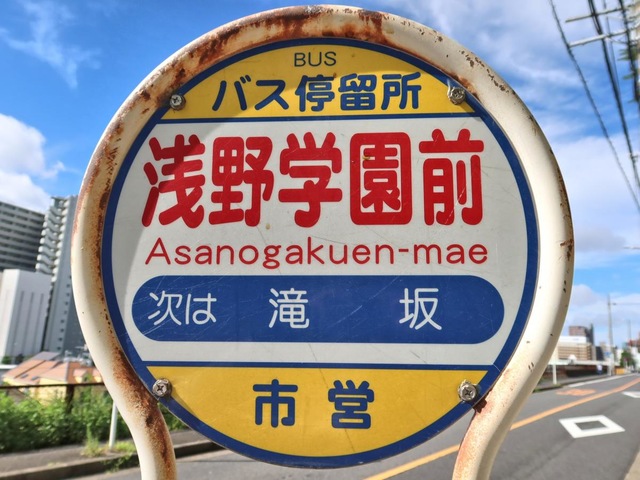 BUS
バス停留所
浅野学園前
Asanogakuen-mae
次は 滝坂
市営